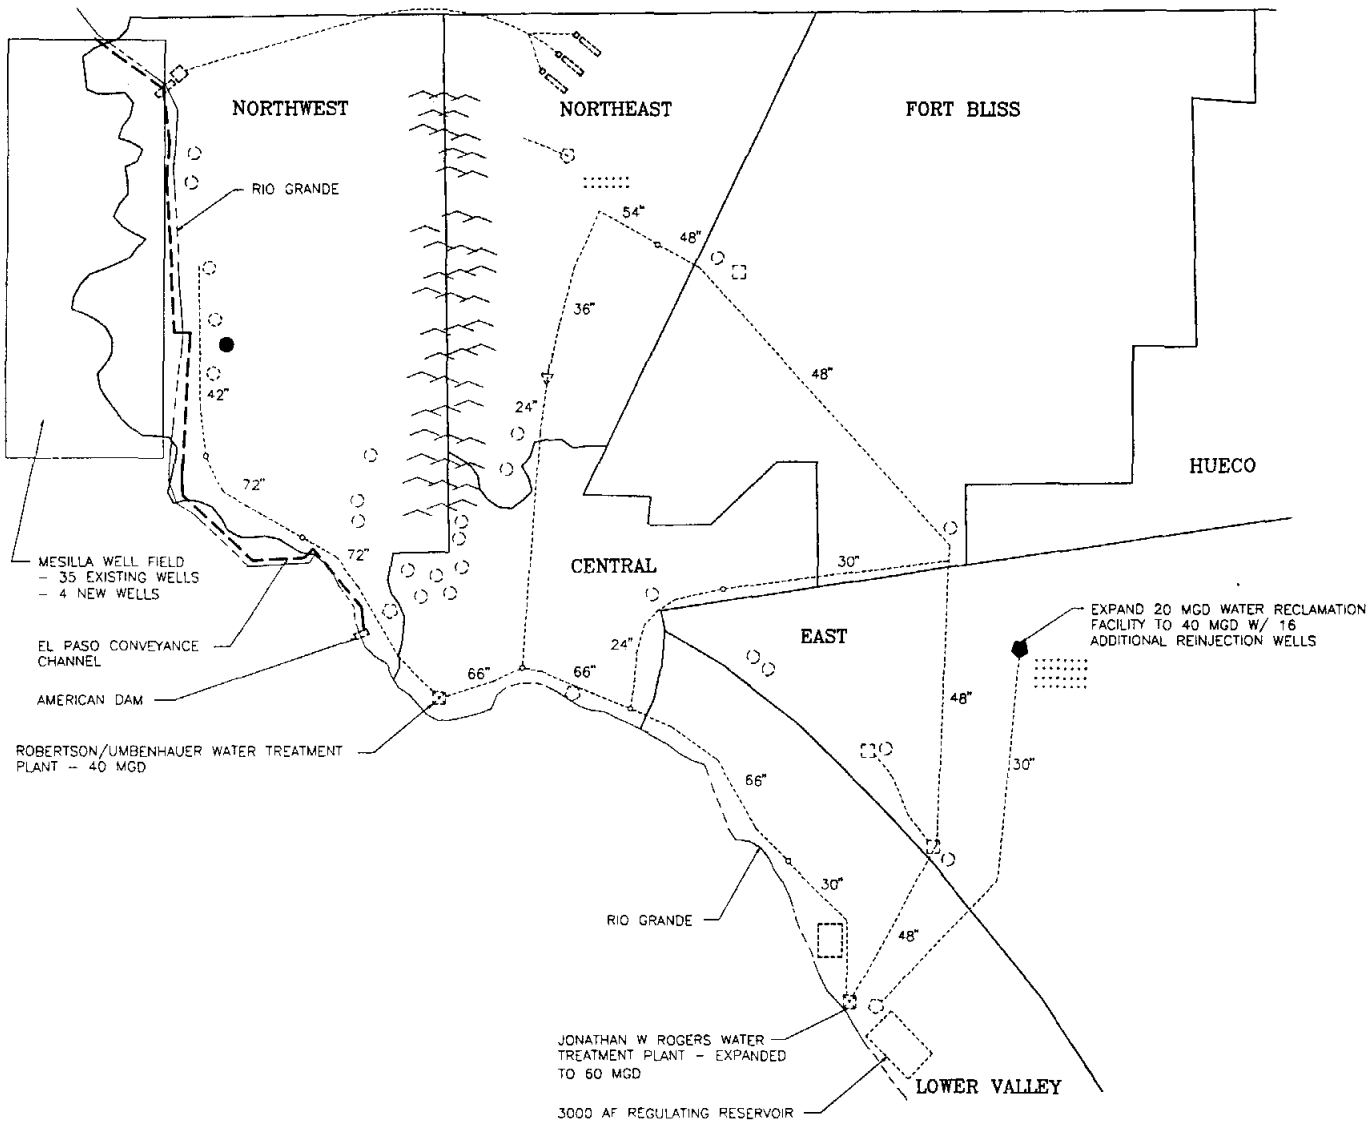 NORTHWEST
NORTHEAST
FORT BLISS
RIO GRANDE
54"
48"
36"
48"
42"
24"
HUECO
72"
72"
MESILLA WELL FIELD
- 35 EXISTING WELLS
- 4 NEW WELLS
CENTRAL
30"
EL PASO CONVEYANCE
CHANNEL
24"
EAST
EXPAND 20 MGD WATER RECLAMATION
FACILITY TO 40 MGD W/ 16
ADDITIONAL REINJECTION WELLS
AMERICAN DAM
66"
66"
48"
ROBERTSON/UMBENHAUER WATER TREATMENT
PLANT - 40 MGD
66"
30"
30"
RIO GRANDE
48"
JONATHAN W ROGERS WATER
TREATMENT PLANT - EXPANDED
TO 60 MGD
LOWER VALLEY
3000 AF REGULATING RESERVOIR